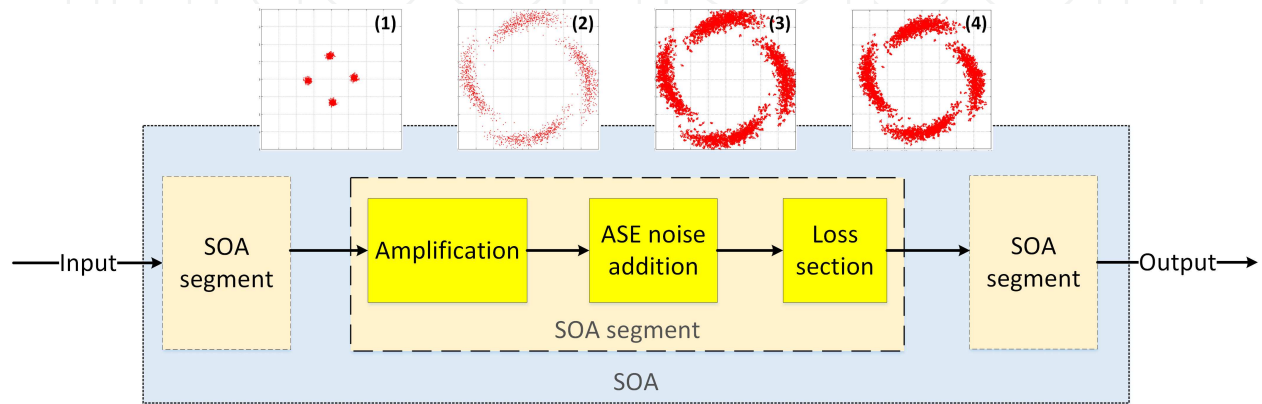 (1)
(2)
(3)
(4)
Input
SOA
segment
Amplification
ASE noise
addition
Loss
section
SOA segment
SOA
segment
Output
SOA